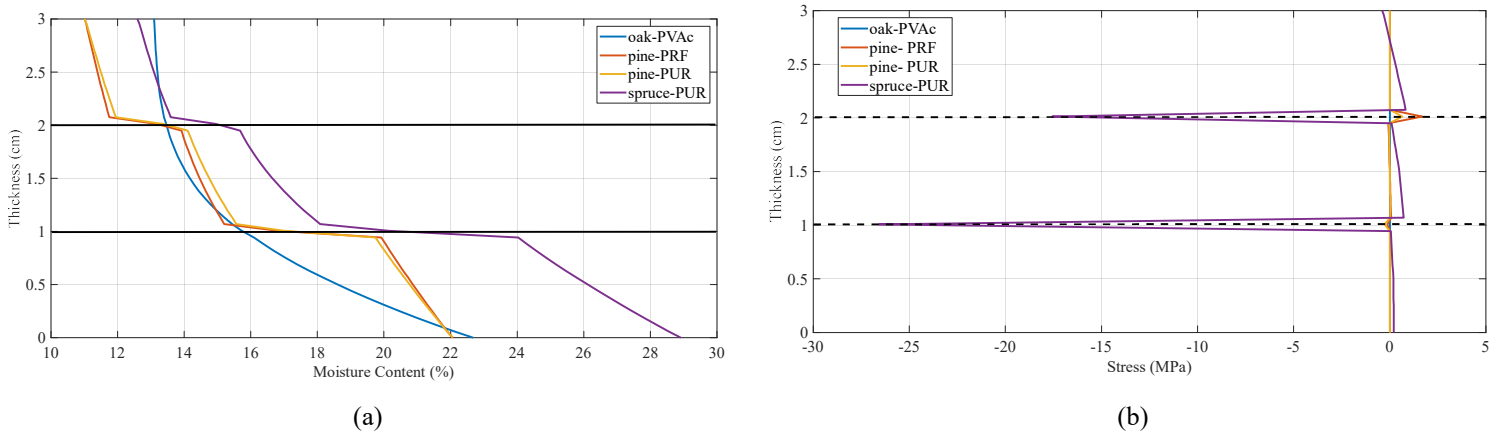 3
2.5
2
1.5
1
0.5
0
Thickness (cm)
oak-PVAc
pine-PRF
pine-PUR
spruce-PUR
10 12 14 16 18 20 22 24 26 28 30
Moisture Content (%)
(a)
3
2.5
2
1.5
1
0.5
0
Thickness (cm)
oak-PVAc
pine- PRF
pine- PUR
spruce-PUR
-30 -25 -20 -15 -10 -5 0 5
Stress (MPa)
(b)